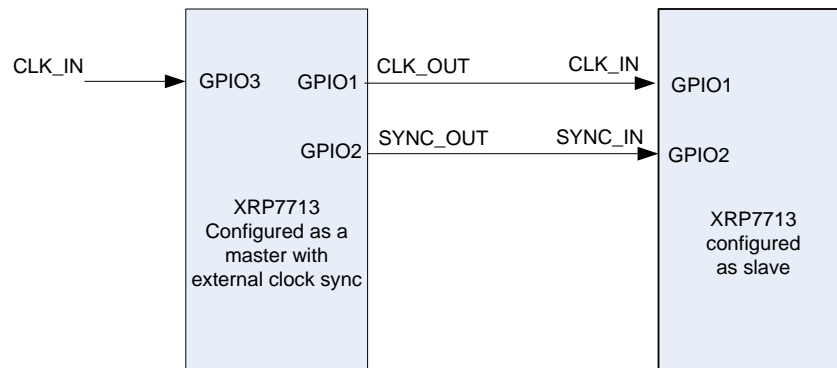 CLK_IN
GPIO3
GPIO1
CLK_OUT
CLK_IN
GPIO1
GPIO2
SYNC_OUT
SYNC_IN
GPIO2
XRP7713
Configured as a
master with
external clock sync
XRP7713
configured
as slave